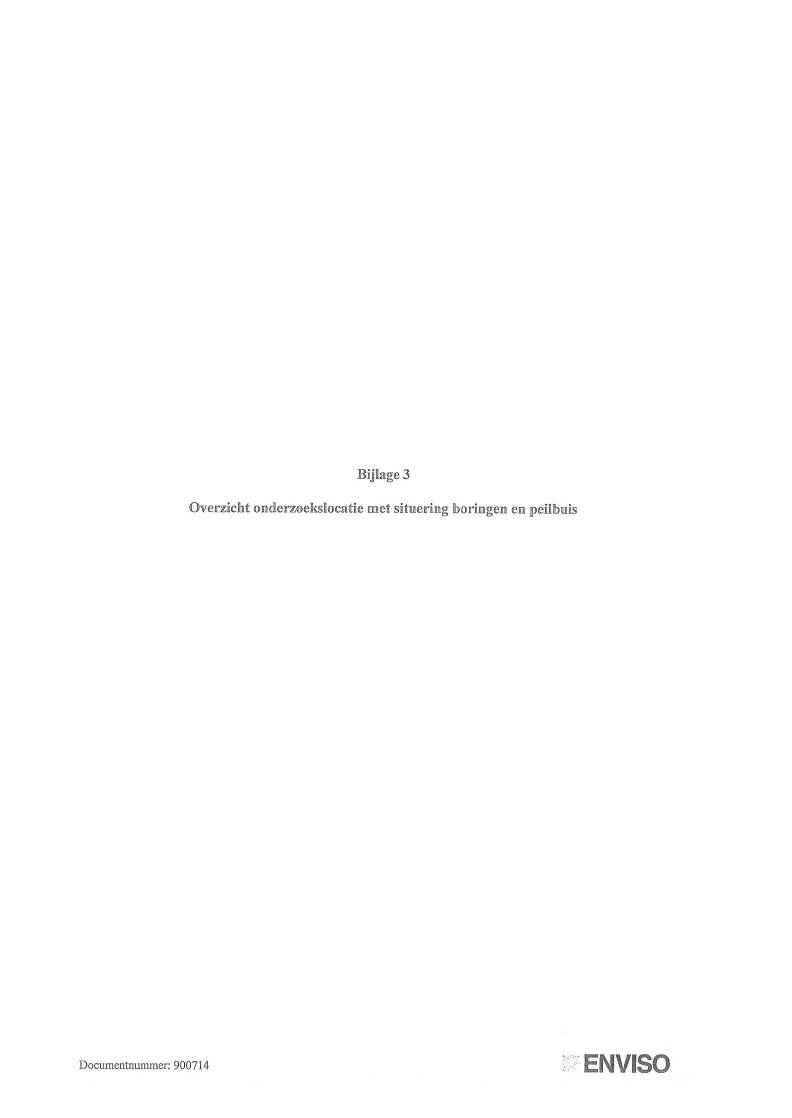 Bijlage 3
Overzicht onderzoekslocatie met situering boringen en peilbuis
Documentnummer: 900714
ENVISO